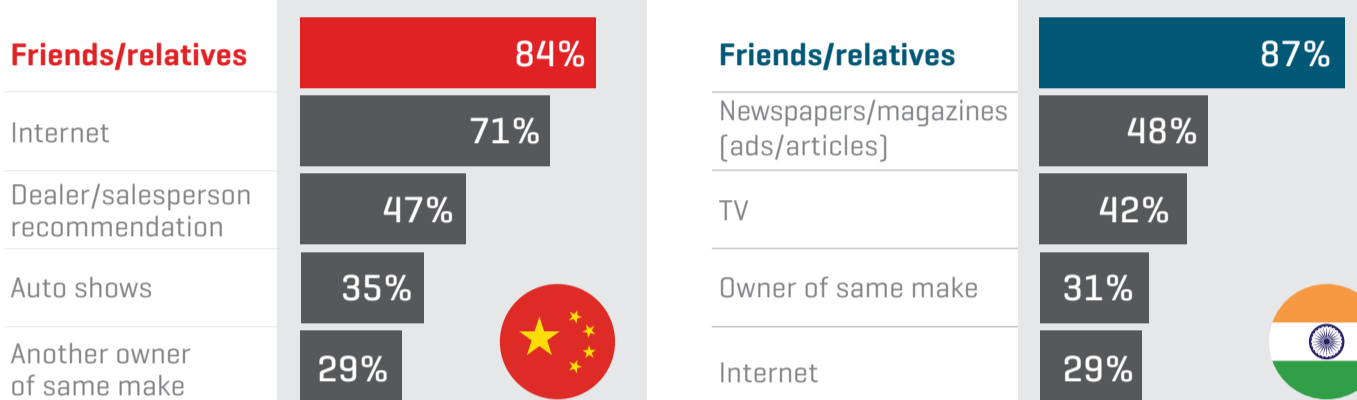 Friends/relatives
84%
Internet
71%
Dealer/salesperson
recommendation
47%
Auto shows
35%
Another owner
of same make
29%
Friends/relatives
87%
Newspapers/magazines
(ads/articles)
48%
TV
42%
Owner of same make
31%
Internet
29%